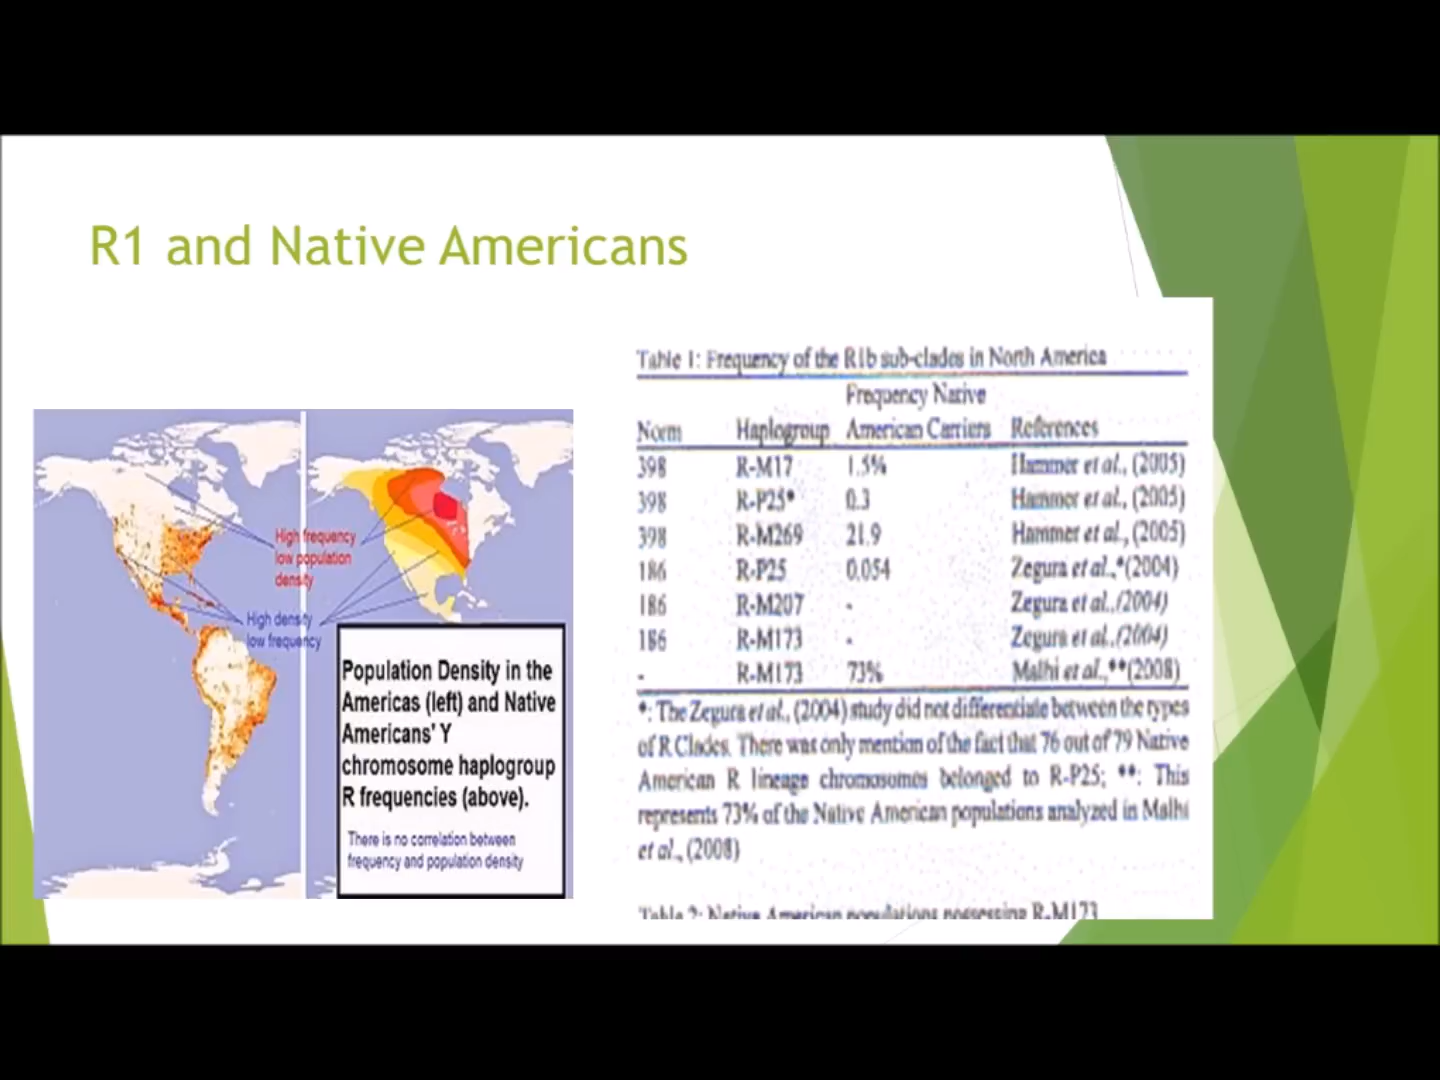 R1 and Native Americans
High frequency
low population
density
High density
low frequency
Population Density in the
Americas (left) and Native
Americans' Y
chromosome haplogroup
R frequencies (above).
There is no correlation between
frequency and population density
Table 1: Frequency of the R1b sub-clades in North America
Frequency Native
Norm Haplogroup American Carriers References
398 R-M17 1.5% Hammer et al., (2005)
398 R-P25* 0.3 Hammer et al., (2005)
398 R-M269 21.9 Hammer et al., (2005)
186 R-P25 0.054 Zegura et al.,*(2004)
186 R-M207 - Zegura et al.,(2004)
186 R-M173 - Zegura et al.,(2004)
- R-M173 73% Malhi et al.,**(2008)
*: The Zegura et al., (2004) study did not differentiate between the types
of R Clades. There was only mention of the fact that 76 out of 79 Native
American R lineage chromosomes belonged to R-P25; **: This
represents 73% of the Native American populations analyzed in Malhi
et al., (2008)
Table 2: Native American populations possessing R-M173